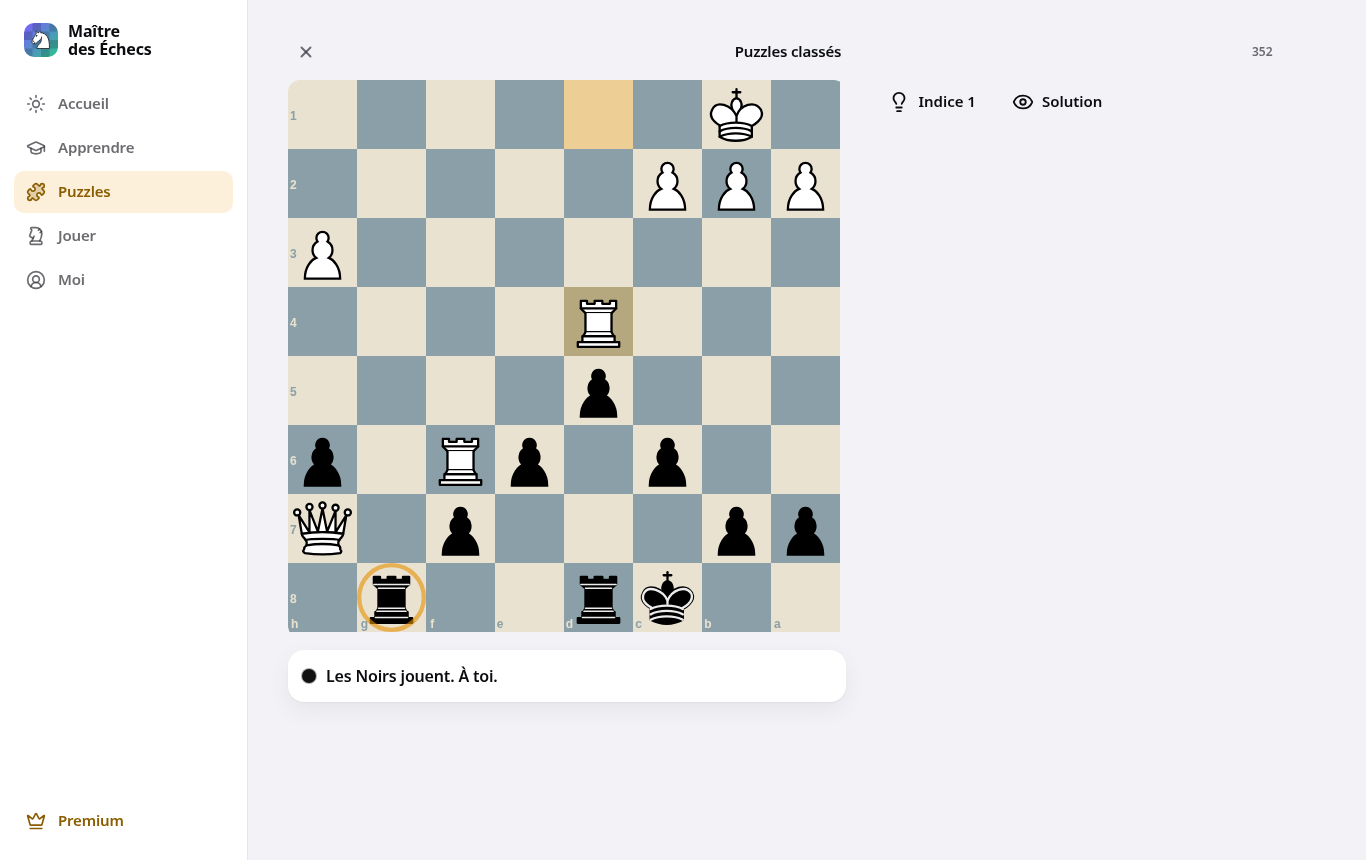 Maître
des Échecs
Accueil
Apprendre
Puzzles
Jouer
Moi
Premium
Puzzles classés
352
1
2
3
4
5
6
7
8
h g f e d c b a
Les Noirs jouent. À toi.
Indice 1
Solution